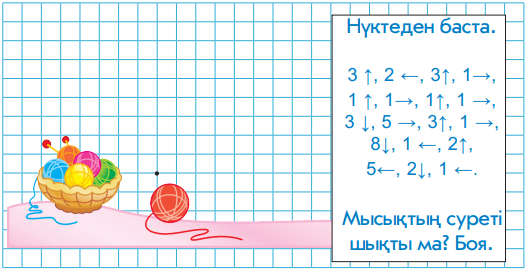 Нүктеден баста.
3 ↑, 2 ←, 3↑, 1→,
1 ↑, 1→, 1↑, 1 →,
3 ↓, 5 →, 3↑, 1 →,
8↓, 1 ←, 2↑,
5←, 2↓, 1 ←.
Мысықтың суреті
шықты ма? Боя.